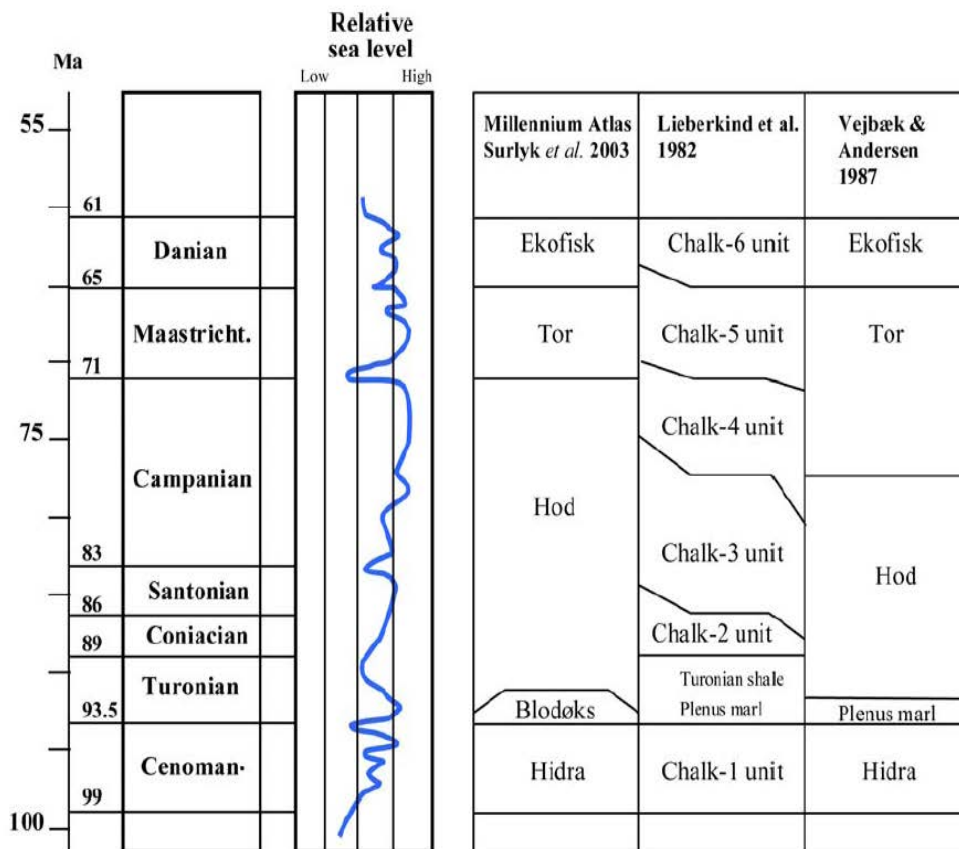 Relative
sea level
Low High
Ma
55
61
65
71
75
83
86
89
93.5
99
100
Danian
Maastricht.
Campanian
Santonian
Coniacian
Turonian
Cenoman·
Millennium Atlas
Surlyk et al. 2003
Ekofisk
Tor
Hod
Blodøks
Hidra
Lieberkind et al.
1982
Chalk-6 unit
Chalk-5 unit
Chalk-4 unit
Chalk-3 unit
Chalk-2 unit
Turonian shale
Plenus marl
Chalk-1 unit
Vejbæk &
Andersen
1987
Ekofisk
Tor
Hod
Plenus marl
Hidra